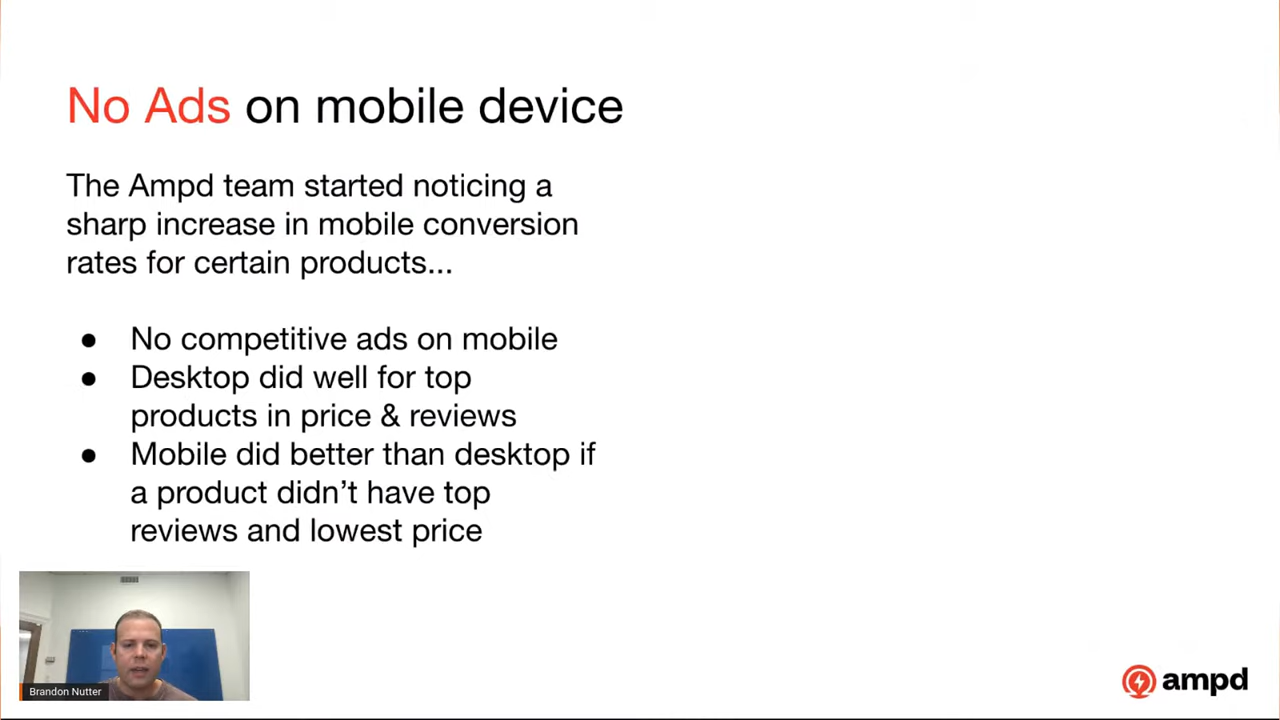 No Ads on mobile device
The Ampd team started noticing a
sharp increase in mobile conversion
rates for certain products...
● No competitive ads on mobile
● Desktop did well for top
products in price & reviews
● Mobile did better than desktop if
a product didn't have top
reviews and lowest price
Brandon Nutter
ampd